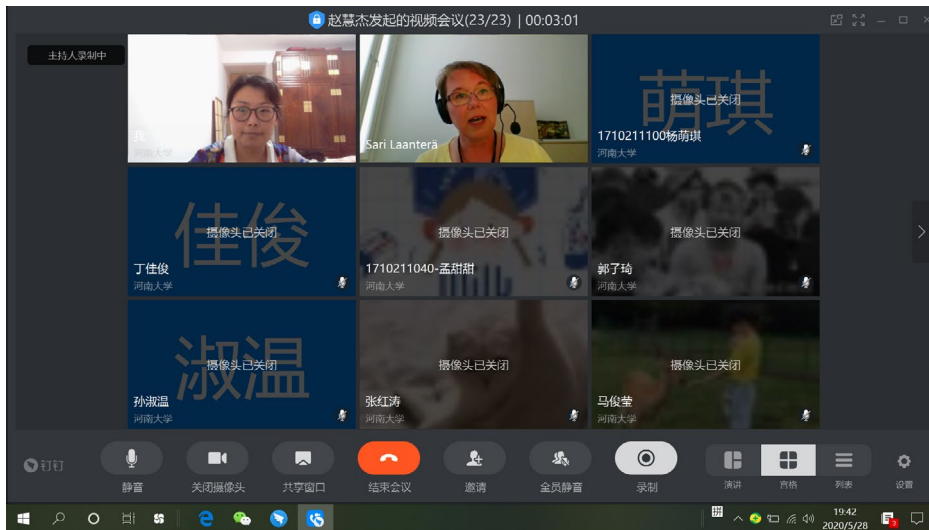 赵慧杰发起的视频会议(23/23) | 00:03:01
主持人录制中
我
河南大学
Sari Laanterä
萌琪
摄像头已关闭
1710211100杨萌琪
河南大学
佳俊
摄像头已关闭
丁佳俊
河南大学
摄像头已关闭
1710211040-孟甜甜
河南大学
摄像头已关闭
郭子琦
河南大学
淑温
摄像头已关闭
孙淑温
河南大学
摄像头已关闭
张红涛
河南大学
摄像头已关闭
马俊莹
河南大学
钉钉
静音
关闭摄像头
共享窗口
结束会议
邀请
全员静音
录制
演讲
宫格
列表
设置
拼
19:42
2020/5/28